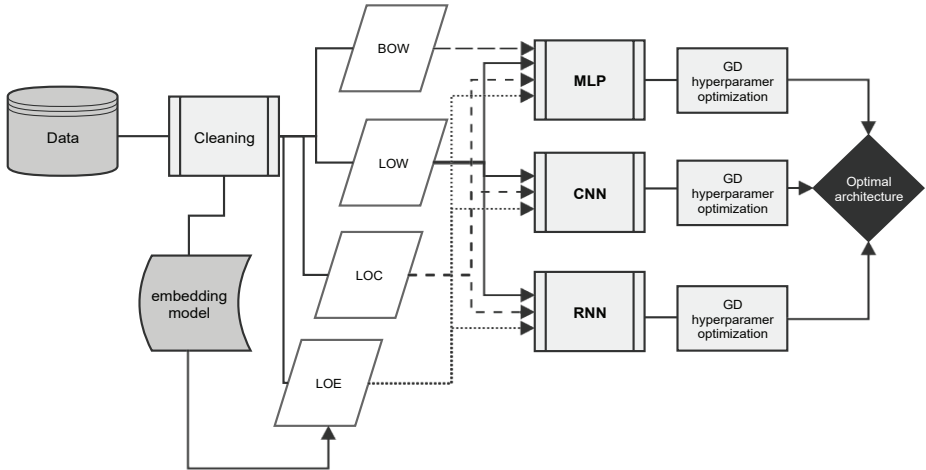 Data
Cleaning
embedding
model
BOW
LOW
LOC
LOE
MLP
GD
hyperparamer
optimization
CNN
GD
hyperparamer
optimization
RNN
GD
hyperparamer
optimization
Optimal
architecture